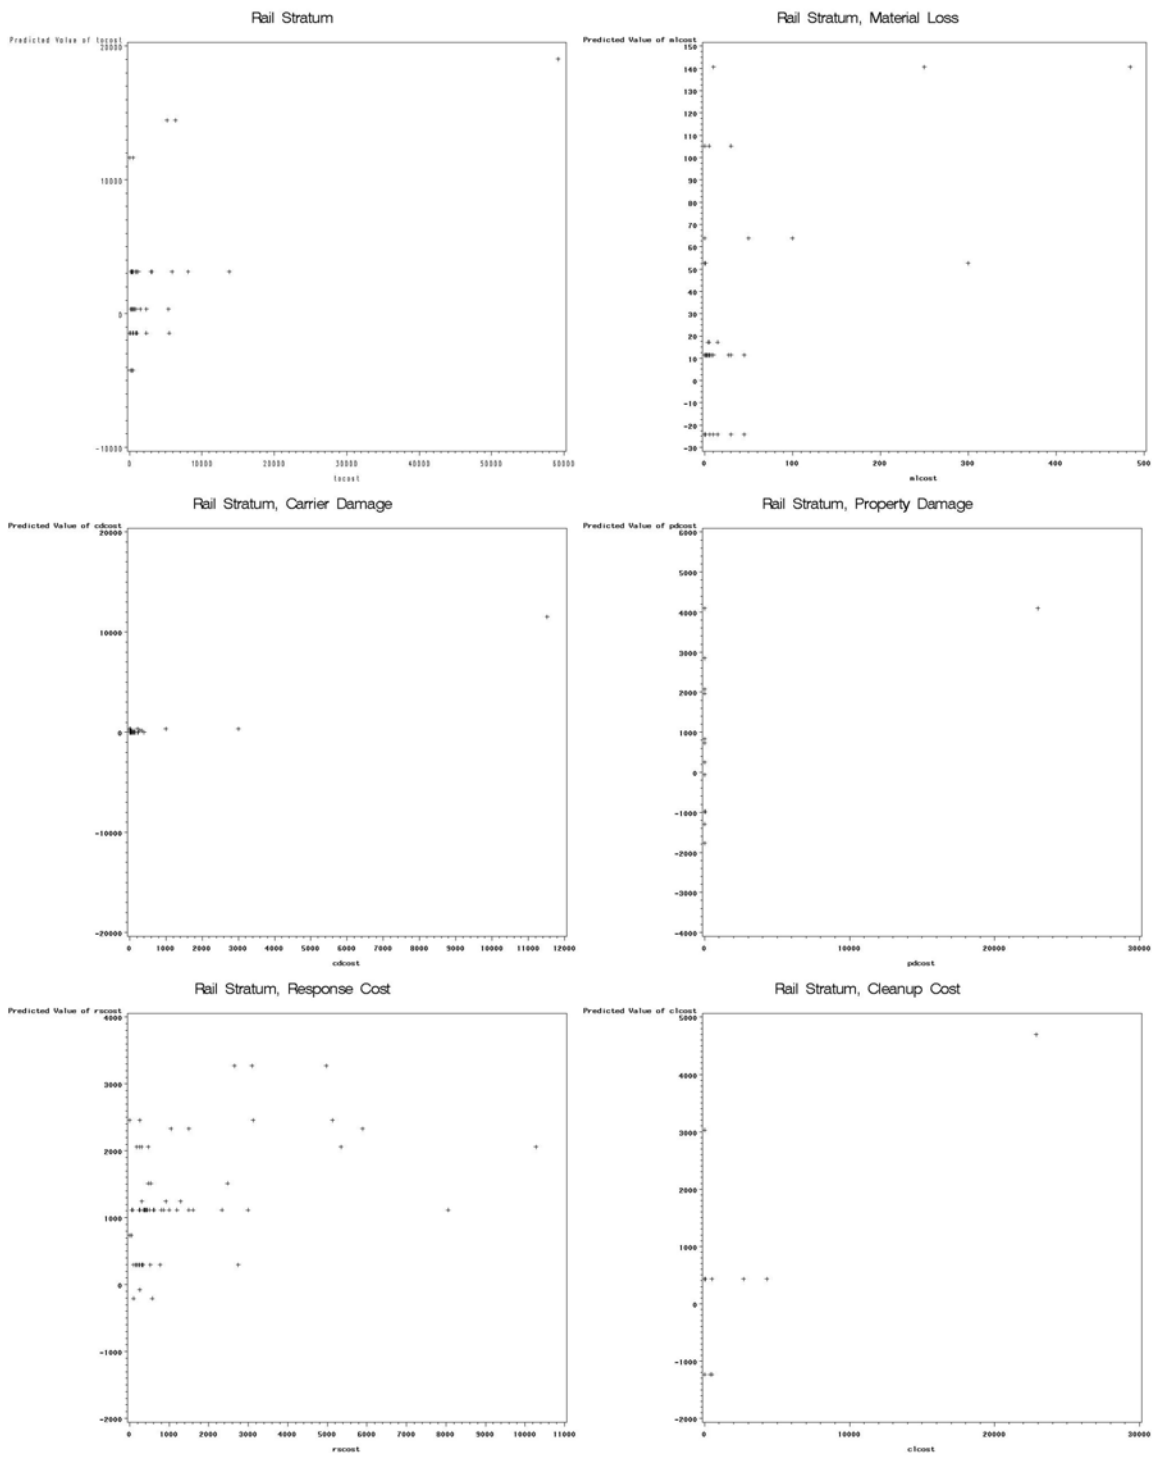 Rail Stratum
Predicted Value of tocost
20000
10000
0
-10000
0 10000 20000 30000 40000 50000 60000
tocost
Rail Stratum, Material Loss
Predicted Value of mlcost
150
140
130
120
110
100
90
80
70
60
50
40
30
20
10
0
-10
-20
-30
0 100 200 300 400 500
mlcost
Rail Stratum, Carrier Damage
Predicted Value of cdcost
20000
10000
0
-10000
-20000
0 1000 2000 3000 4000 5000 6000 7000 8000 9000 10000 11000 12000
cdcost
Rail Stratum, Property Damage
Predicted Value of pdcost
6000
5000
4000
3000
2000
1000
0
-1000
-2000
-3000
-4000
0 10000 20000 30000
pdcost
Rail Stratum, Response Cost
Predicted Value of rscost
4000
3000
2000
1000
0
-1000
-2000
0 1000 2000 3000 4000 5000 6000 7000 8000 9000 10000 11000
rscost
Rail Stratum, Cleanup Cost
Predicted Value of clcost
5000
4000
3000
2000
1000
0
-1000
-2000
0 10000 20000 30000
clcost